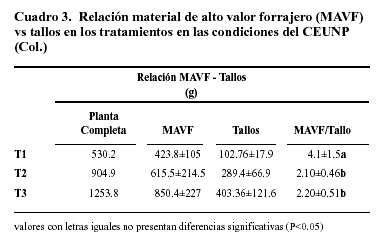 Cuadro 3. Relación material de alto valor forrajero (MAVF)
vs tallos en los tratamientos en las condiciones del CEUNP
(Col.)
Relación MAVF - Tallos
(g)
Planta
Completa MAVF Tallos MAVF/Tallo
T1 530.2 423.8±105 102.76±17.9 4.1±1.5a
T2 904.9 615.5±214.5 289.4±66.9 2.10±0.46b
T3 1253.8 850.4±227 403.36±121.6 2.20±0.51b
valores con letras iguales no presentan diferencias significativas (P<0.05)